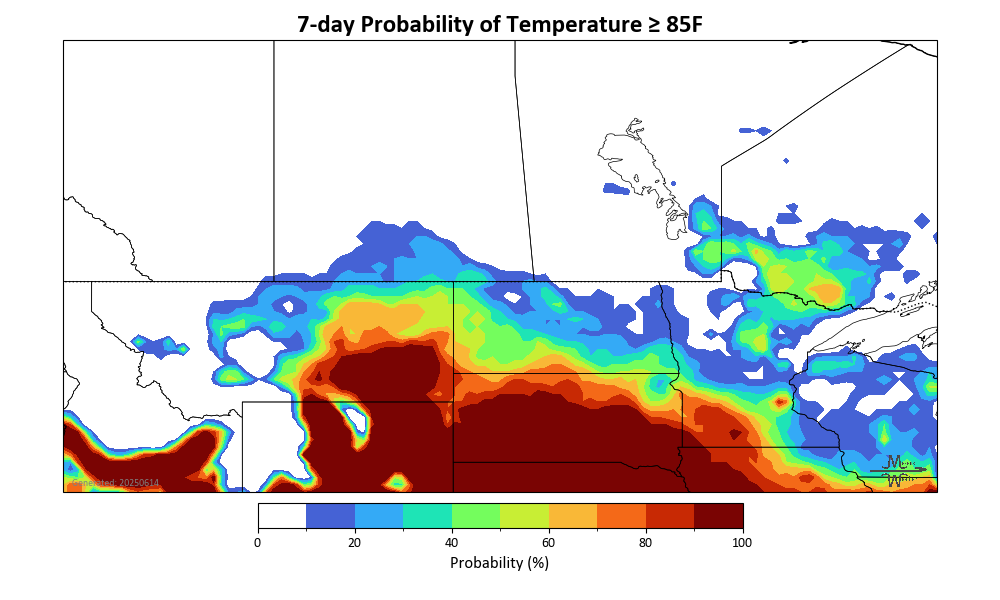 7-day Probability of Temperature ≥ 85F
Generated: 20250614
0 20 40 60 80 100
Probability (%)